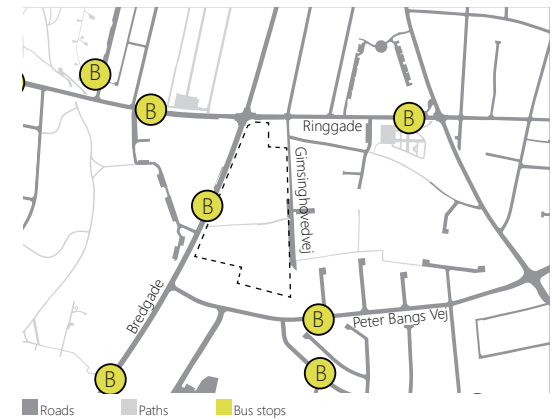 B
B
B
Ringgade
Gimsinghovedvej
B
Bredgade
B
Peter Bangs Vej
B
B
Roads
Paths
Bus stops